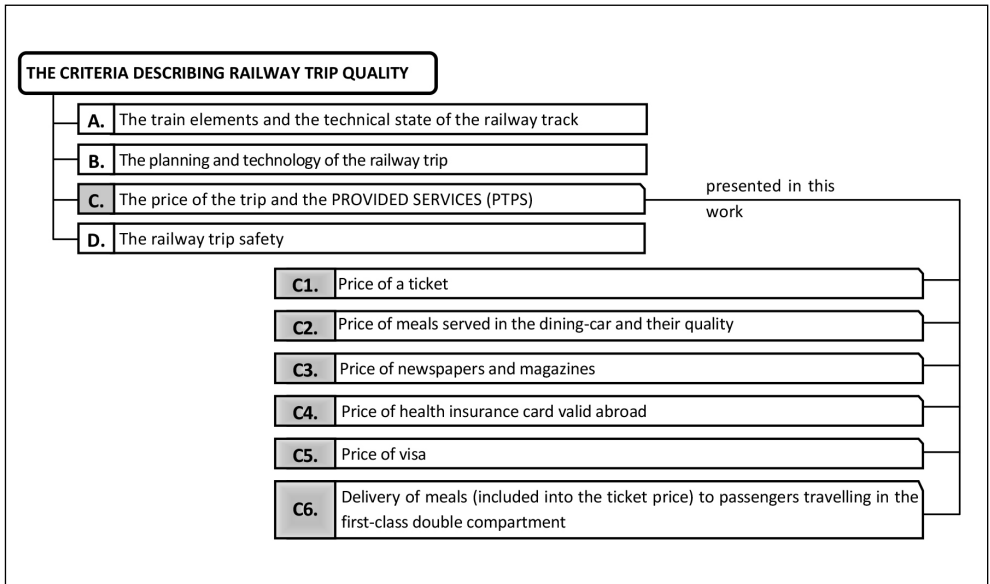 THE CRITERIA DESCRIBING RAILWAY TRIP QUALITY
A. The train elements and the technical state of the railway track
B. The planning and technology of the railway trip
C. The price of the trip and the PROVIDED SERVICES (PTPS)
presented in this
work
D. The railway trip safety
C1. Price of a ticket
C2. Price of meals served in the dining-car and their quality
C3. Price of newspapers and magazines
C4. Price of health insurance card valid abroad
C5. Price of visa
C6. Delivery of meals (included into the ticket price) to passengers travelling in the
first-class double compartment